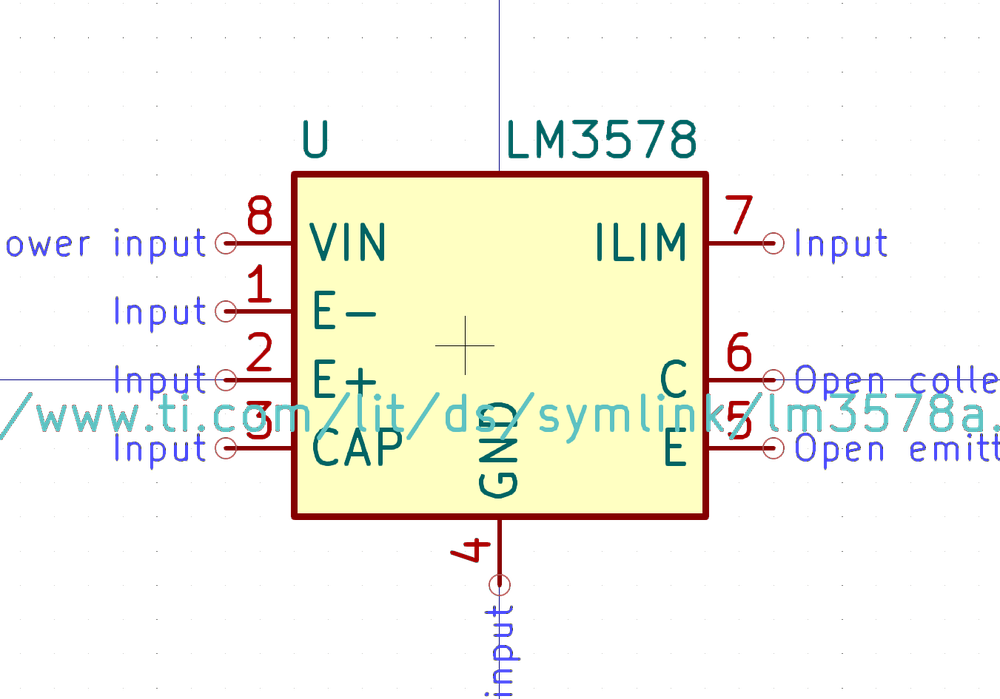 U LM3578
8 7
ower input VIN ILIM Input
1
Input E-
2 6
Input E+ C Open colle
/www.ti.com/lit/ds/symlink/lm3578a.
3 5
Input CAP GND E Open emitt
4
input